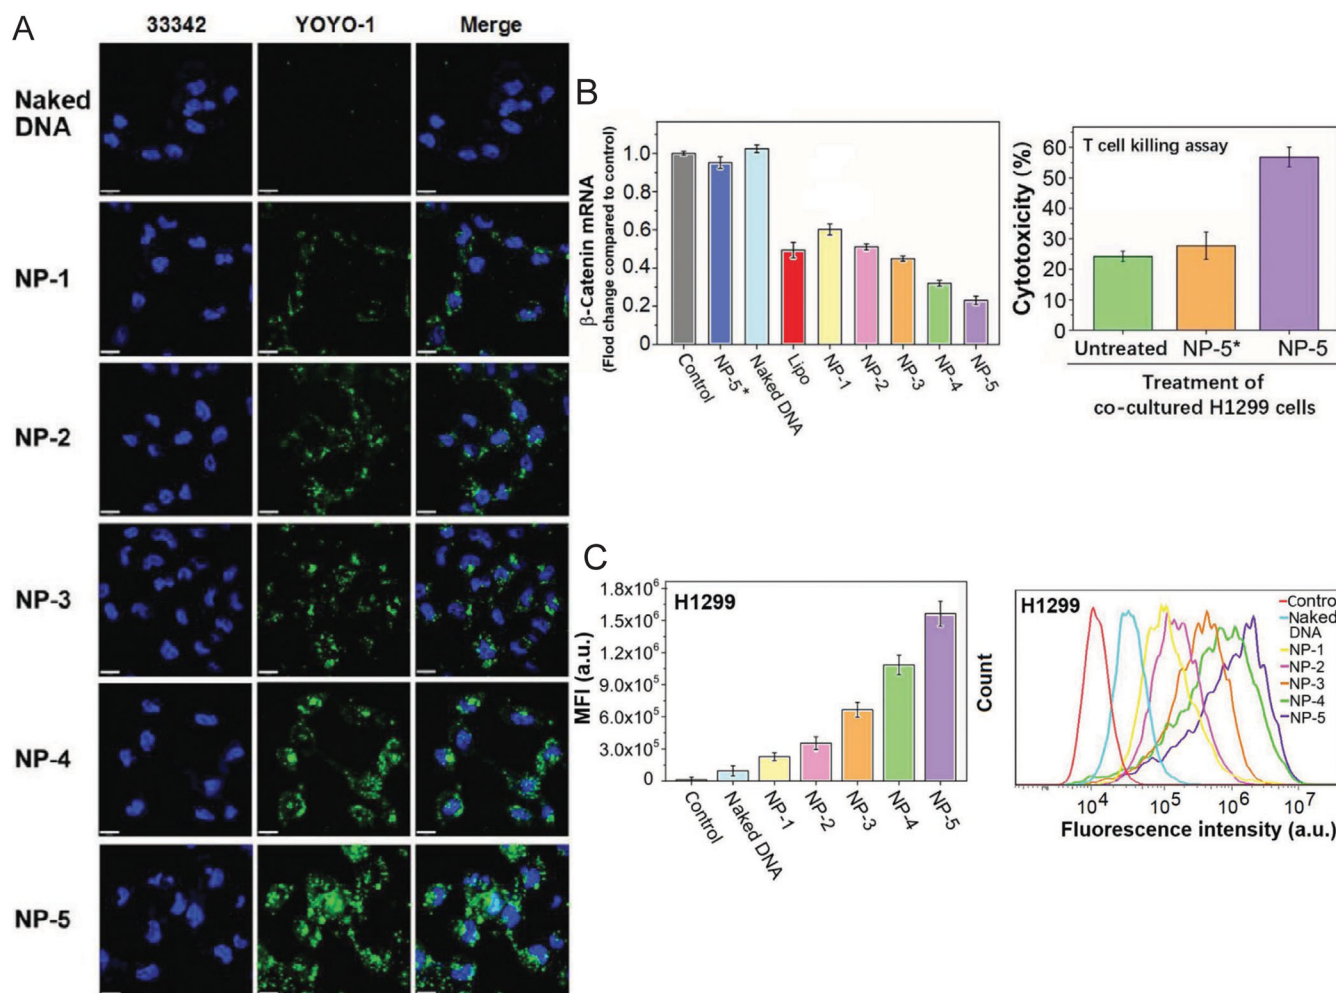 A
33342
YOYO-1
Merge
Naked
DNA
NP-1
NP-2
NP-3
NP-4
NP-5
B
β-Catenin mRNA
(Flod change compared to control)
1.0
0.8
0.6
0.4
0.2
0
Control
NP-5*
Naked DNA
Lipo
NP-1
NP-2
NP-3
NP-4
NP-5
T cell killing assay
Cytotoxicity (%)
60
50
40
30
20
10
0
Untreated
NP-5*
NP-5
Treatment of
co-cultured H1299 cells
C
H1299
MFI (a.u.)
1.8x10⁶
1.5x10⁶
1.2x10⁶
9.0x10⁵
6.0x10⁵
3.0x10⁵
0
Control
Naked DNA
NP-1
NP-2
NP-3
NP-4
NP-5
H1299
Count
Control
Naked
DNA
NP-1
NP-2
NP-3
NP-4
NP-5
10⁴ 10⁵ 10⁶ 10⁷
Fluorescence intensity (a.u.)